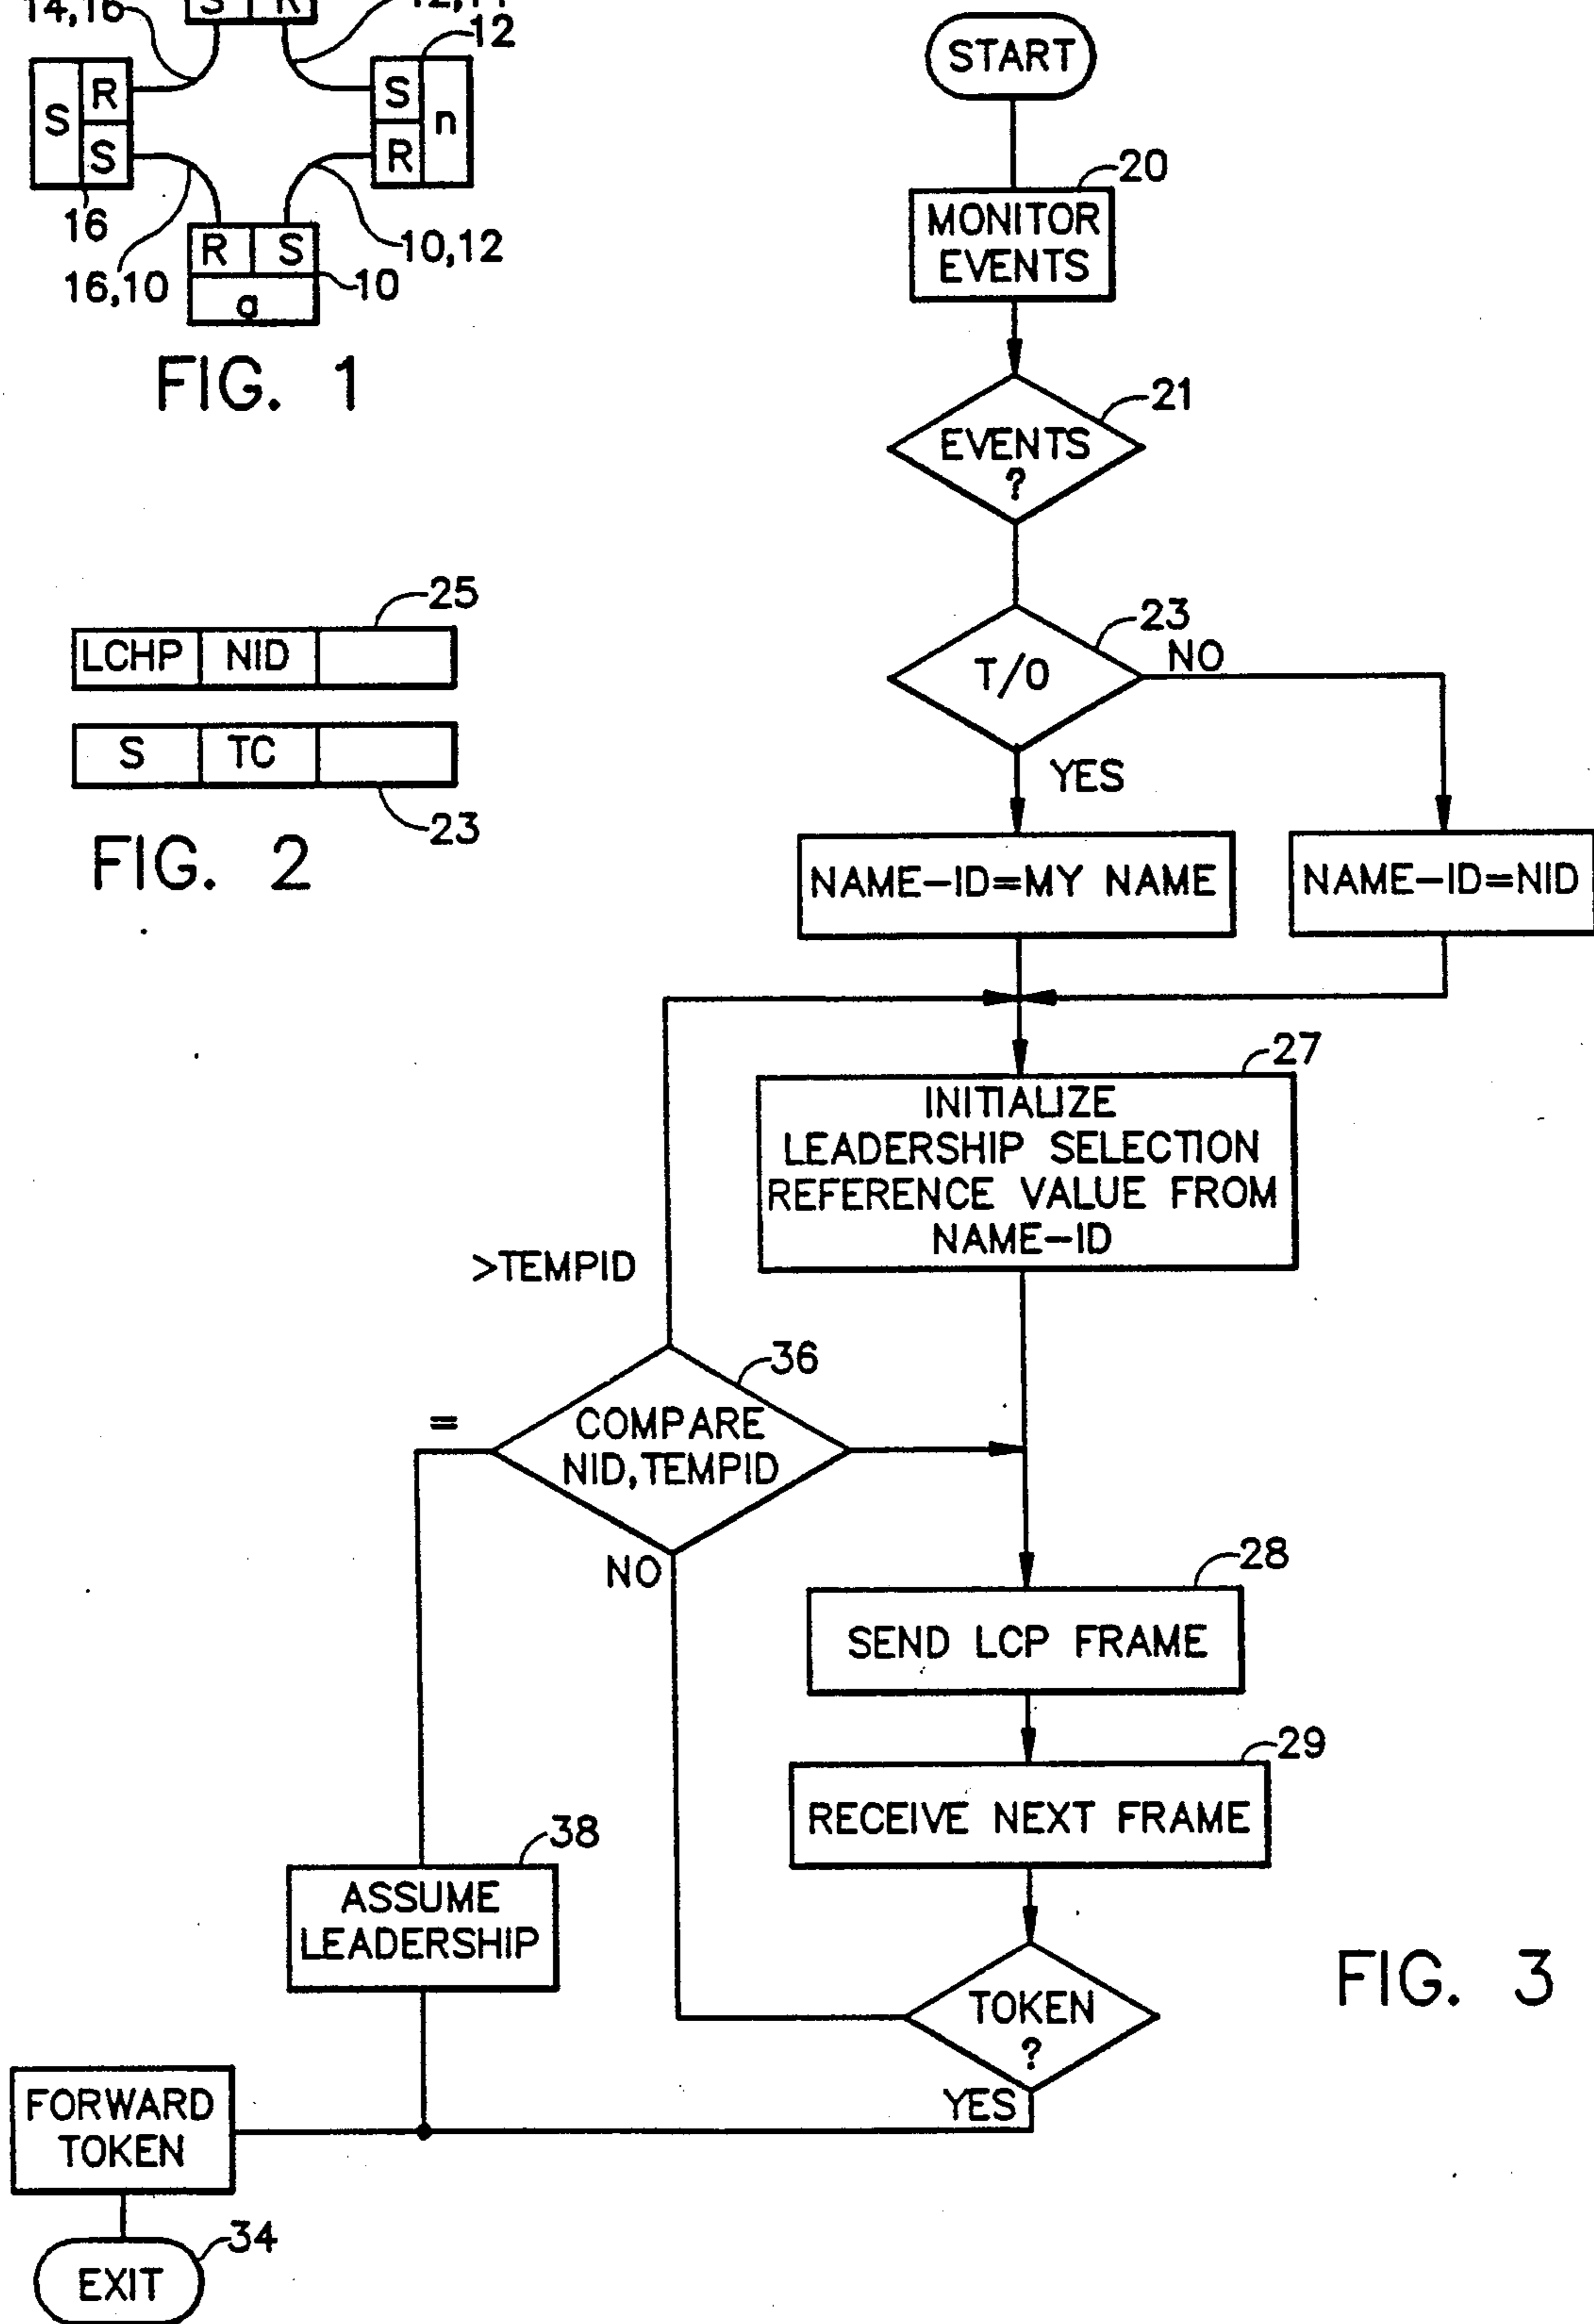 14,16
S R
12
R
S
S
16
S
R
n
R S
16,10
10,12
10
a
FIG. 1
25
LCHP NID
S TC
23
FIG. 2
START
20
MONITOR
EVENTS
21
EVENTS
?
23
T/O
NO
YES
NAME-ID=MY NAME
NAME-ID=NID
27
INITIALIZE
LEADERSHIP SELECTION
REFERENCE VALUE FROM
NAME-ID
>TEMPID
36
=
COMPARE
NID,TEMPID
NO
28
SEND LCP FRAME
29
RECEIVE NEXT FRAME
38
ASSUME
LEADERSHIP
TOKEN
?
YES
FORWARD
TOKEN
34
EXIT
FIG. 3